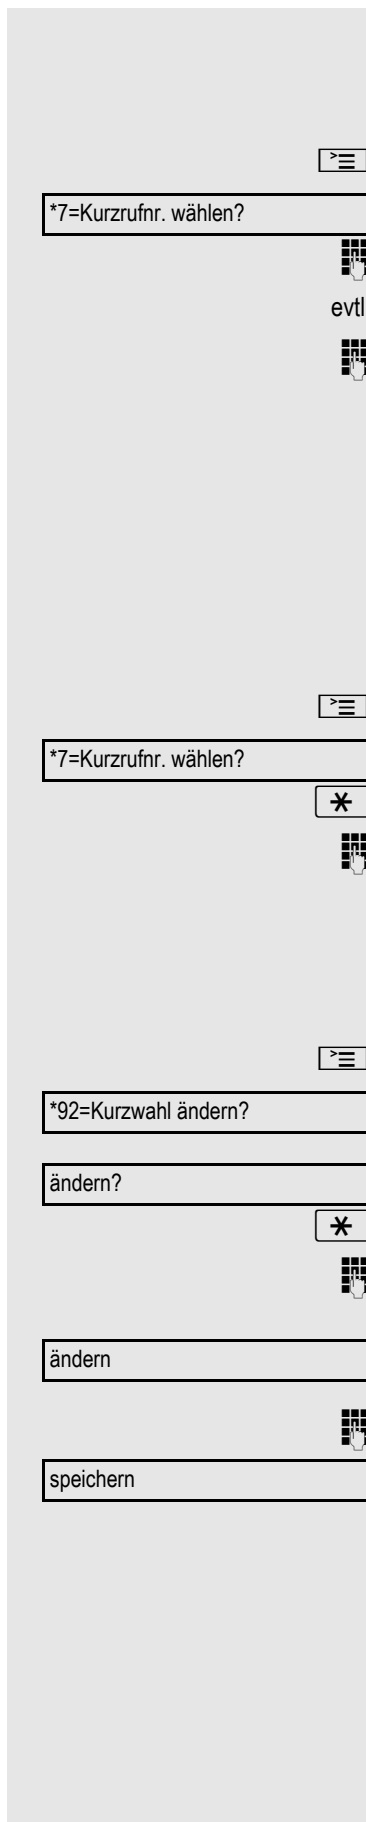 *7=Kurzrufnr. wählen?
evtl
*7=Kurzrufnr. wählen?
*92=Kurzwahl ändern?
ändern?
ändern
speichern